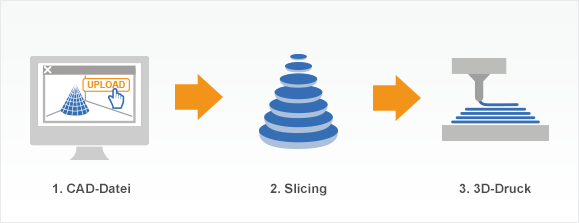 UPLOAD
1. CAD-Datei
2. Slicing
3. 3D-Druck